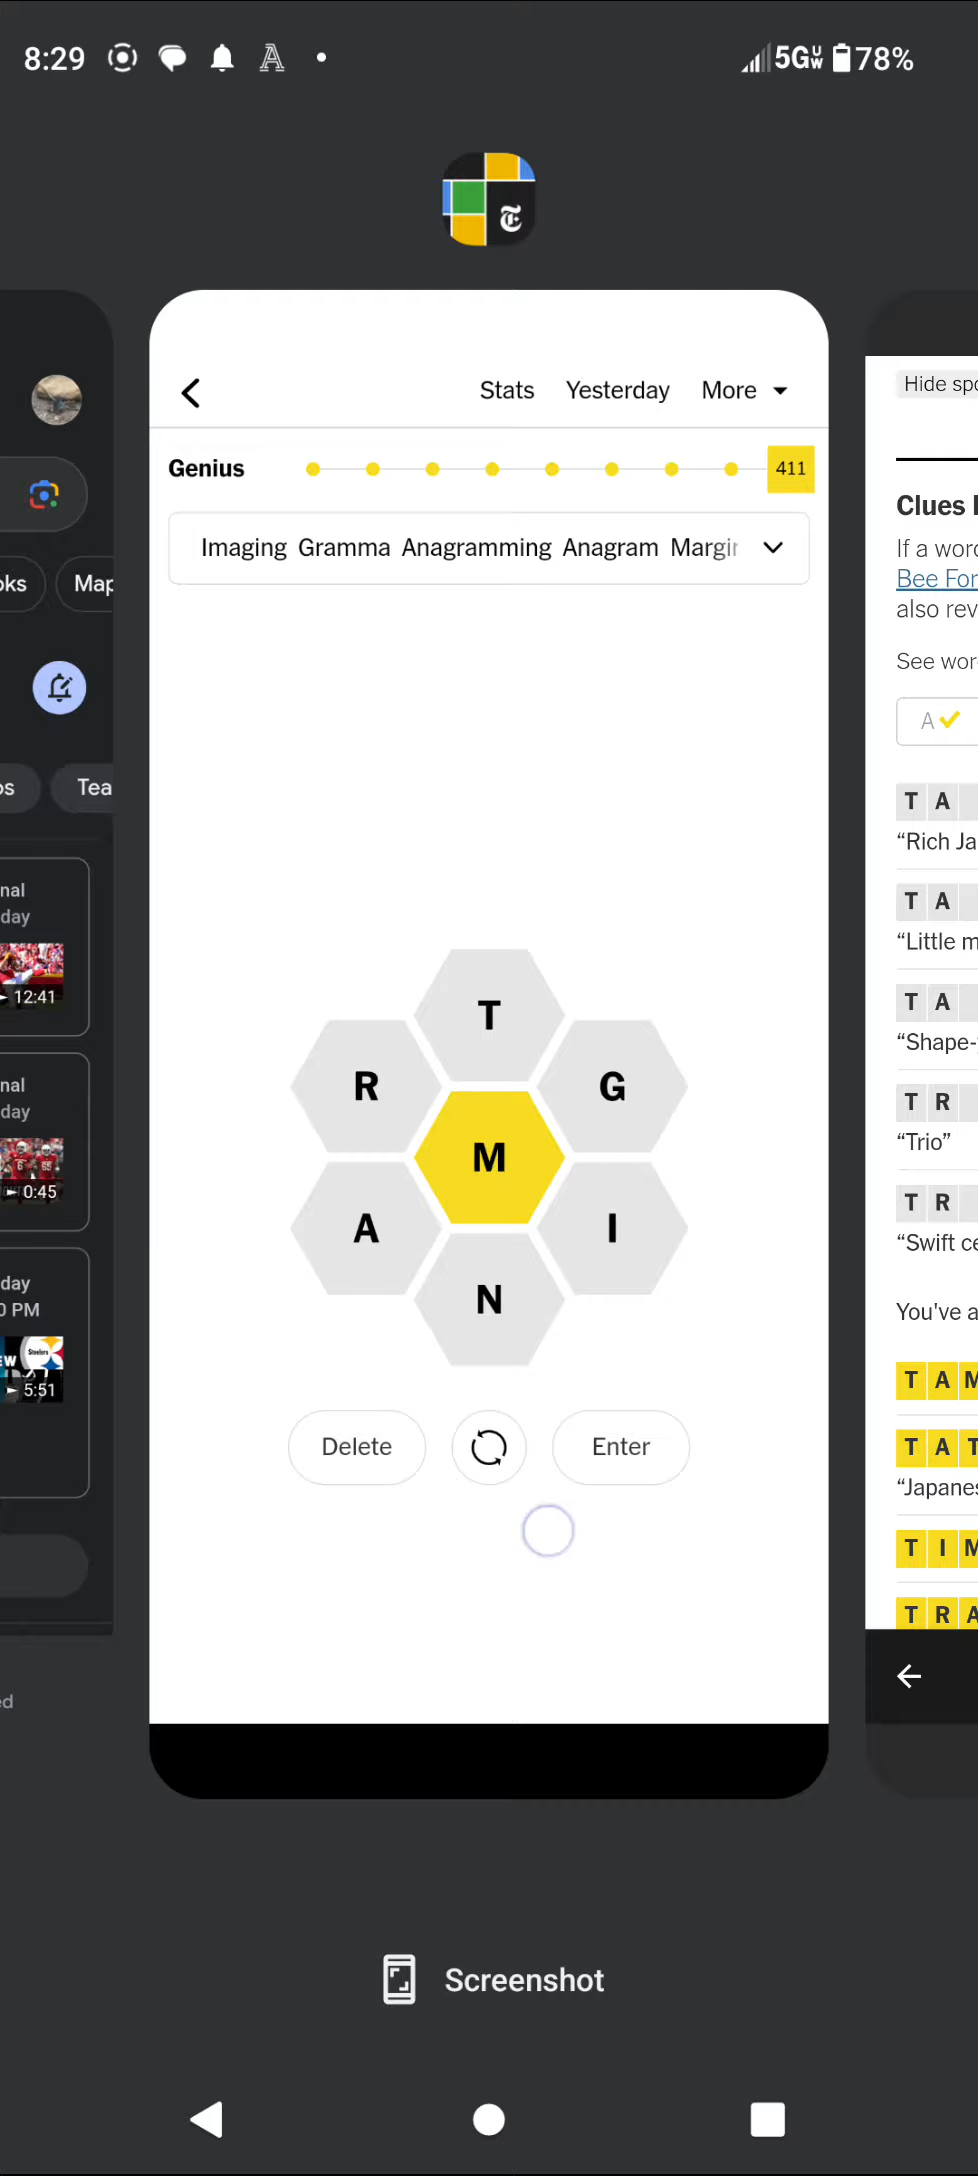 8:29
5G UW 78%
Stats Yesterday More
Genius 411
Imaging Gramma Anagramming Anagram Margin
T
R G
M
A I
N
Delete Enter
Screenshot
Map
Tea
12:41
0:45
5:51
Hide spo
Clues
If a word
Bee For
also rev
See wor
A
T A
“Rich Ja
T A
“Little m
T A
“Shape-
T R
“Trio”
T R
“Swift ce
You've a
T A M
T A T
“Japanes
T I M
T R A